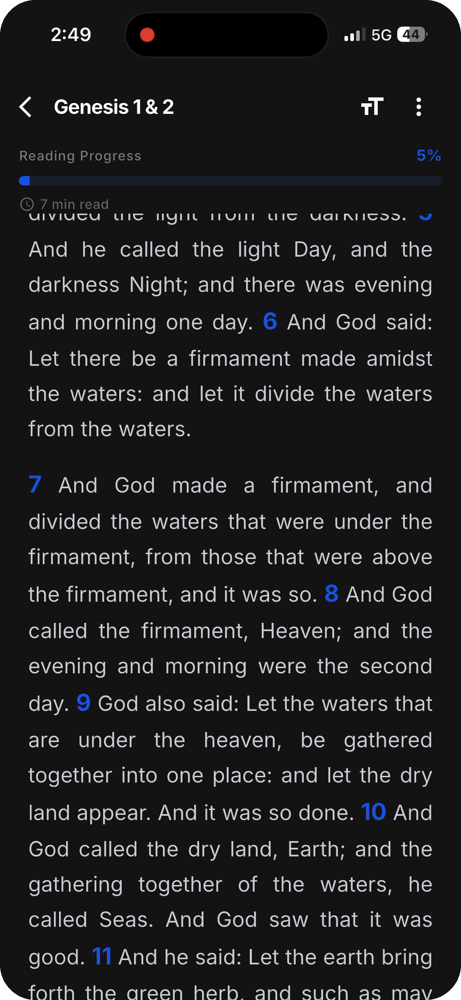 2:49
5G 44
Genesis 1 & 2
Reading Progress
5%
7 min read
divided the light from the darkness. 5
And he called the light Day, and the
darkness Night; and there was evening
and morning one day. 6 And God said:
Let there be a firmament made amidst
the waters: and let it divide the waters
from the waters.
7 And God made a firmament, and
divided the waters that were under the
firmament, from those that were above
the firmament, and it was so. 8 And God
called the firmament, Heaven; and the
evening and morning were the second
day. 9 God also said: Let the waters that
are under the heaven, be gathered
together into one place: and let the dry
land appear. And it was so done. 10 And
God called the dry land, Earth; and the
gathering together of the waters, he
called Seas. And God saw that it was
good. 11 And he said: Let the earth bring
forth the green herb, and such as may